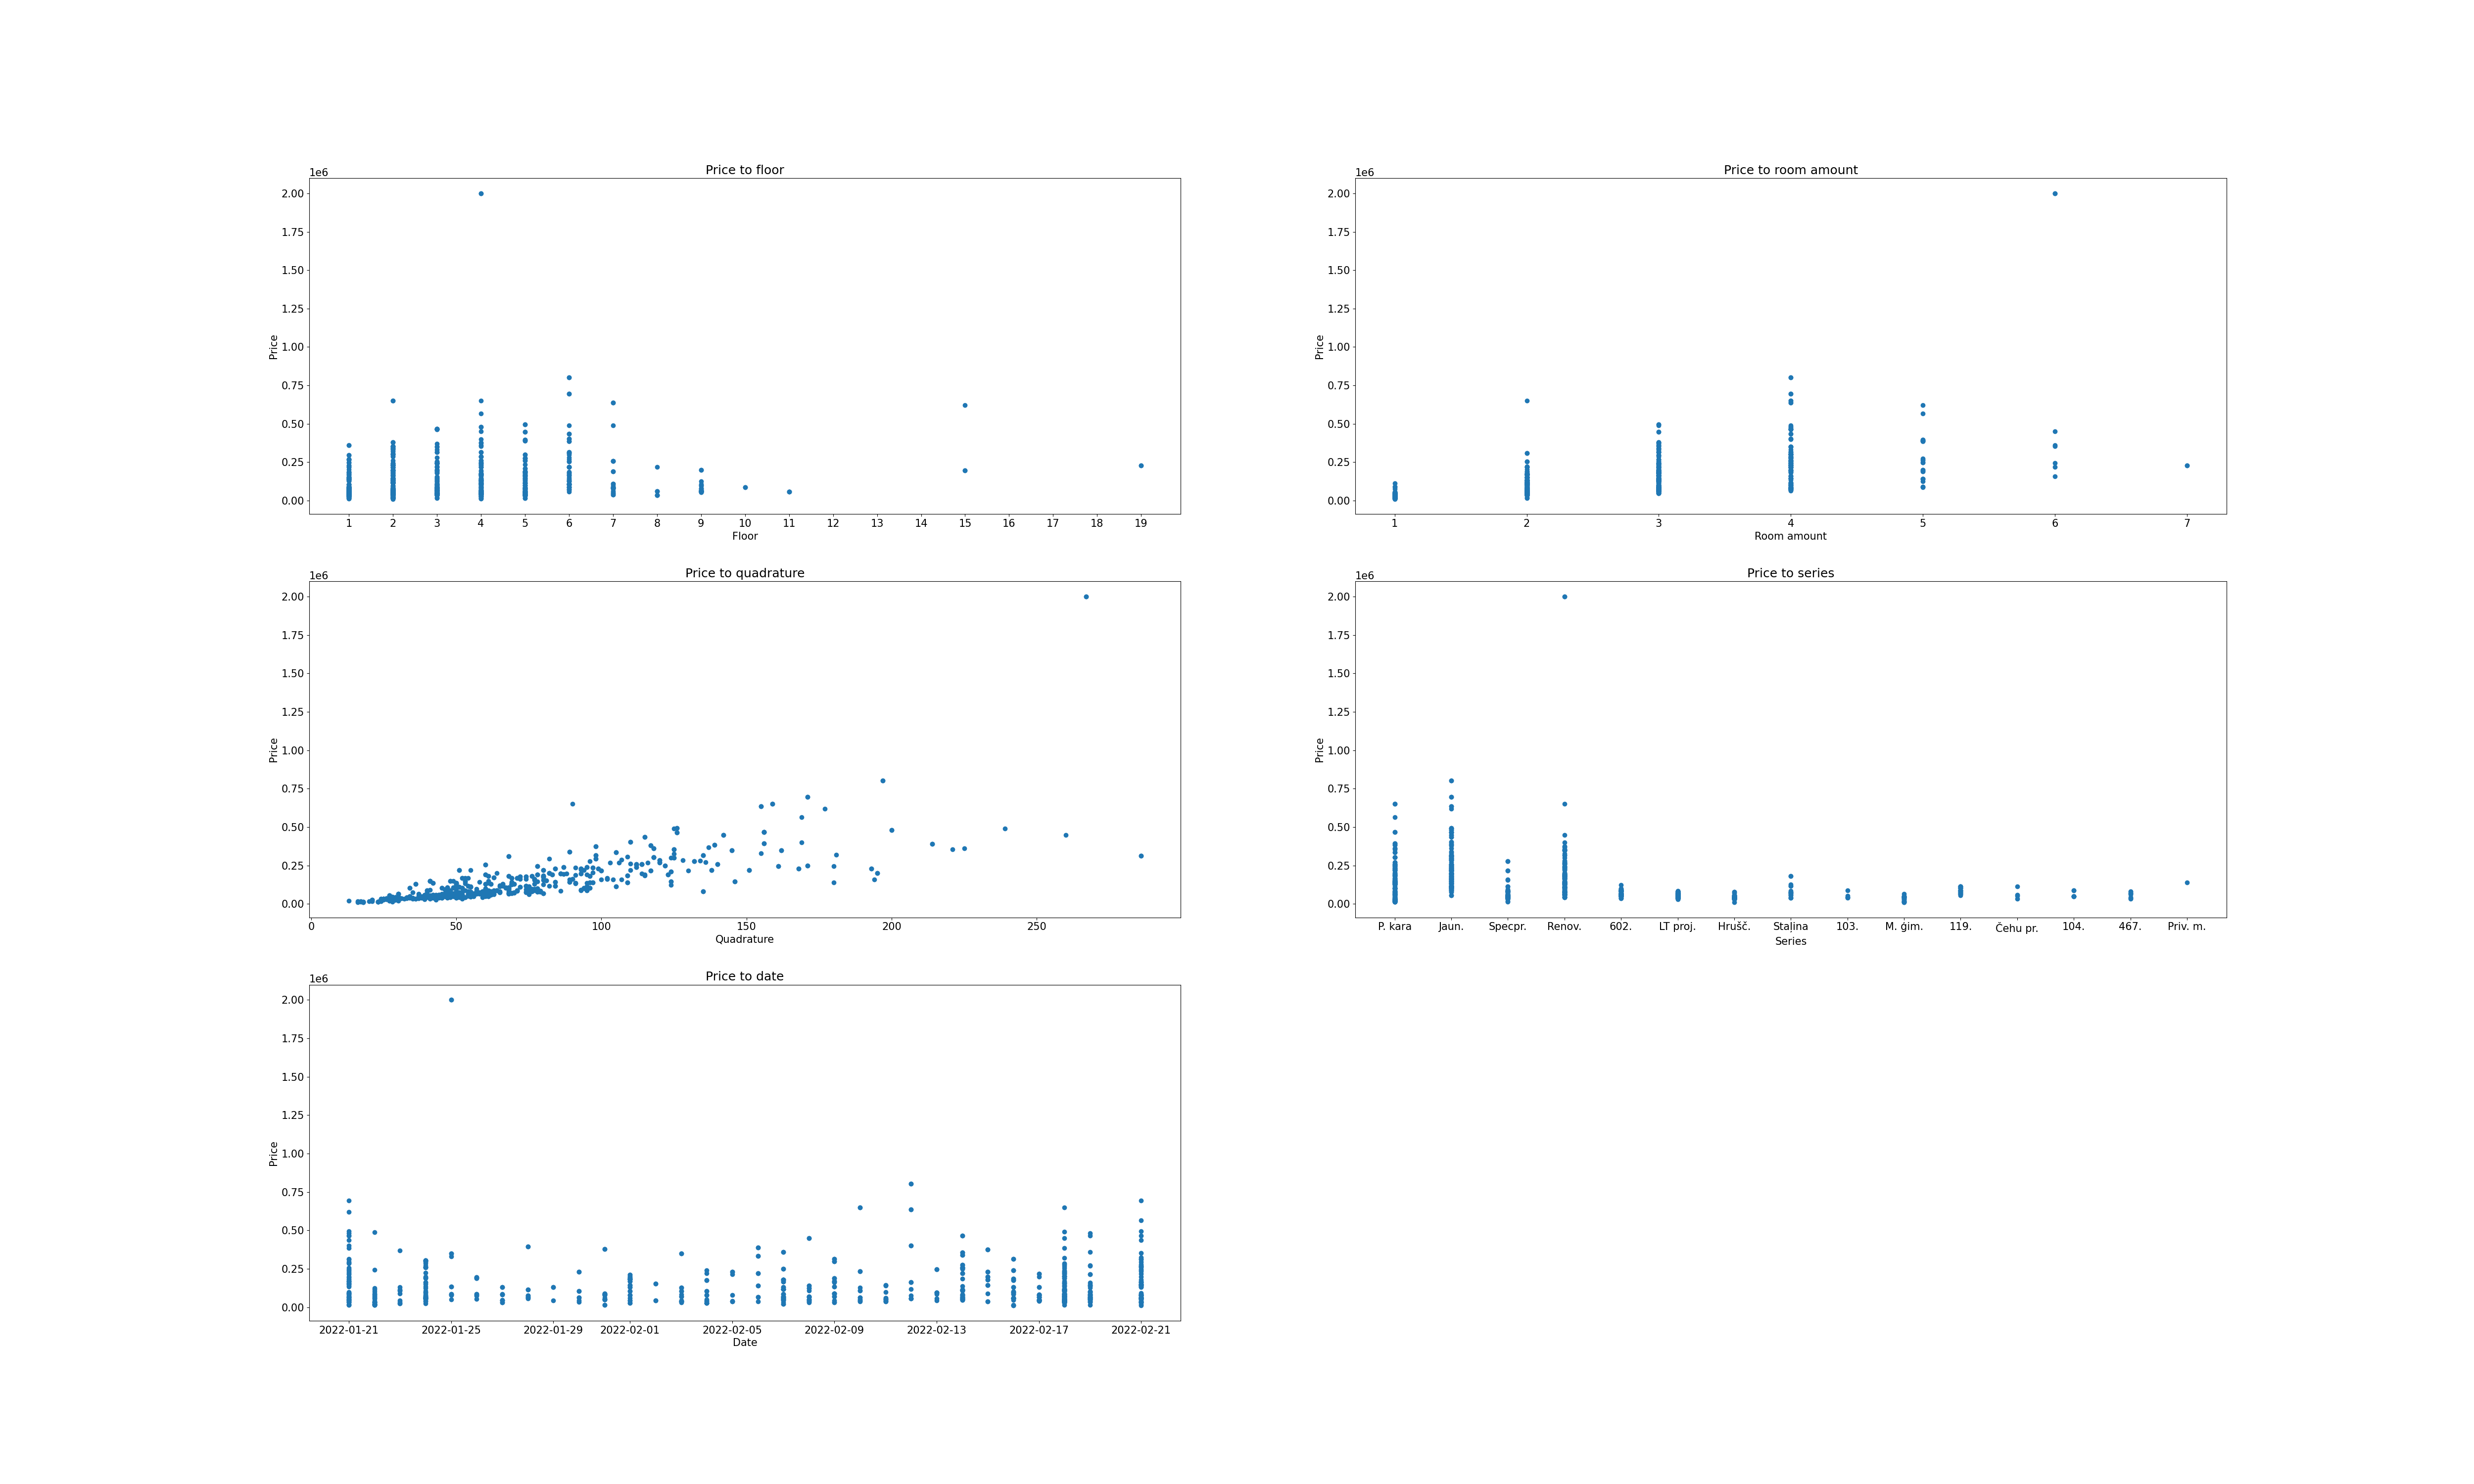 Price to floor
1e6
2.00
1.75
1.50
1.25
1.00
0.75
0.50
0.25
0.00
Price
1 2 3 4 5 6 7 8 9 10 11 12 13 14 15 16 17 18 19
Floor
Price to room amount
1e6
2.00
1.75
1.50
1.25
1.00
0.75
0.50
0.25
0.00
Price
1 2 3 4 5 6 7
Room amount
Price to quadrature
1e6
2.00
1.75
1.50
1.25
1.00
0.75
0.50
0.25
0.00
Price
0 50 100 150 200 250
Quadrature
Price to series
1e6
2.00
1.75
1.50
1.25
1.00
0.75
0.50
0.25
0.00
Price
P. kara Jaun. Specpr. Renov. 602. LT proj. Hrušč. Staļina 103. M. ģim. 119. Čehu pr. 104. 467. Priv. m.
Series
Price to date
1e6
2.00
1.75
1.50
1.25
1.00
0.75
0.50
0.25
0.00
Price
2022-01-21 2022-01-25 2022-01-29 2022-02-01 2022-02-05 2022-02-09 2022-02-13 2022-02-17 2022-02-21
Date